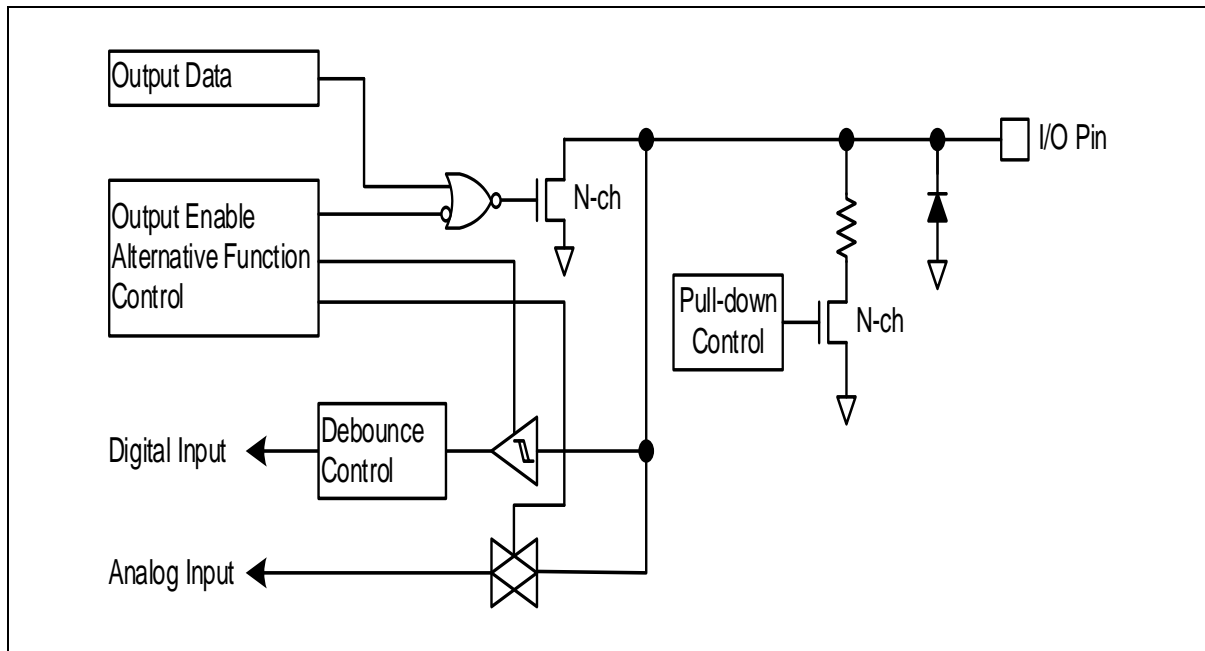 Output Data
I/O Pin
N-ch
Output Enable
Alternative Function
Control
Pull-down
Control
N-ch
Debounce
Control
Digital Input
Analog Input